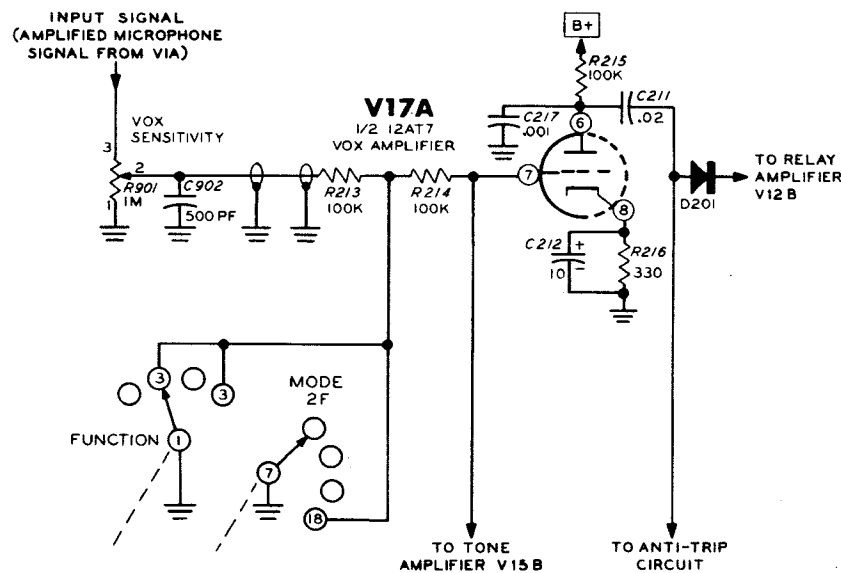 INPUT SIGNAL
(AMPLIFIED MICROPHONE
SIGNAL FROM V1A)
B+
R215
100K
C211
.02
VOX
SENSITIVITY
V17A
1/2 12AT7
VOX AMPLIFIER
C217
.001
6
3
2
R901
1M
1
C902
500 PF
R213
100K
R214
100K
7
8
D201
TO RELAY
AMPLIFIER
V12B
C212
+
10
–
R216
330
3
3
MODE
2F
FUNCTION
1
7
18
TO TONE
AMPLIFIER V15B
TO ANTI-TRIP
CIRCUIT